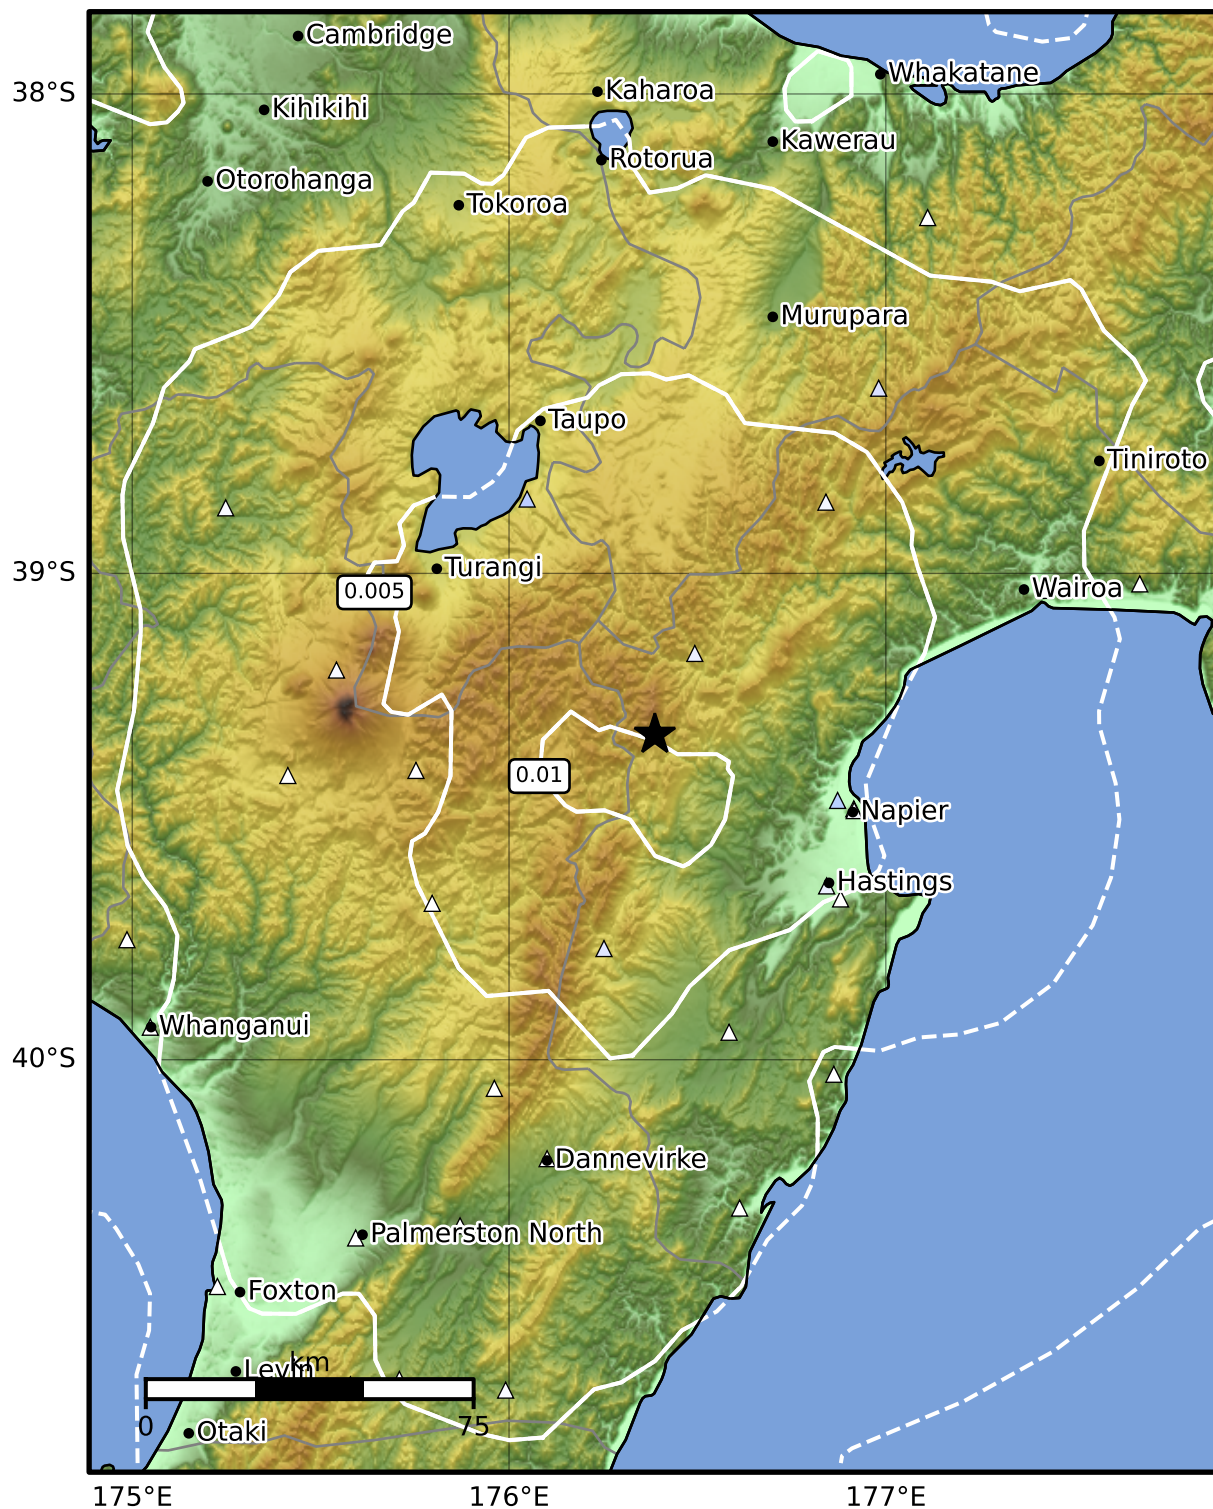 Cambridge
Whakatane
38°S
Kaharoa
Kihikihi
Kawerau
Rotorua
Otorohanga
Tokoroa
Murupara
Taupo
Tiniroto
39°S
Turangi
0.005
Wairoa
0.01
Napier
Hastings
Whanganui
40°S
Dannevirke
Palmerston North
Foxton
km
Levin
0
75
Otaki
175°E
176°E
177°E